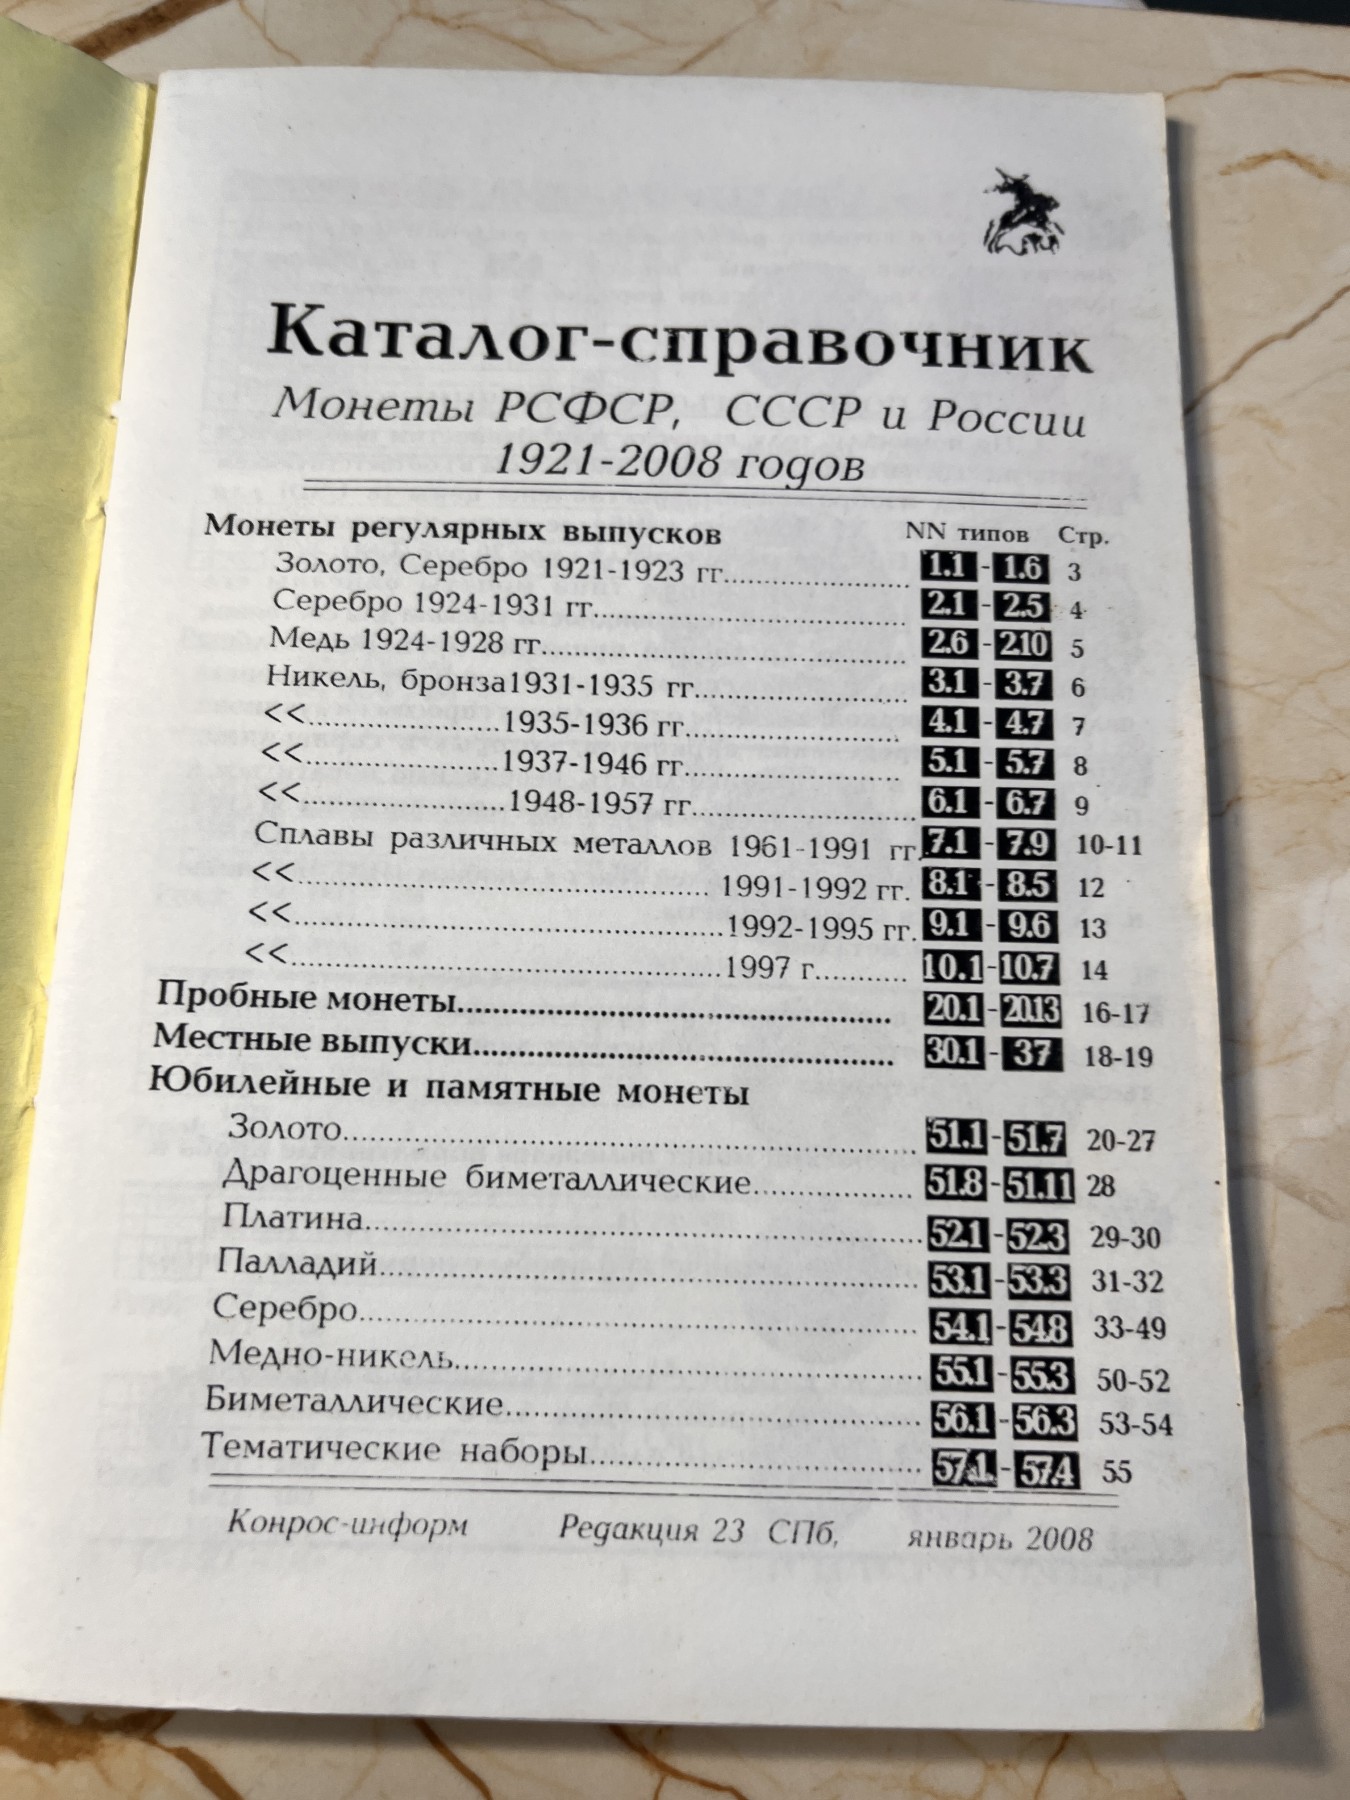 Каталог-справочник
Монеты РСФСР, СССР и России
1921-2008 годов
Монеты регулярных выпусков NN типов Стр.
Золото, Серебро 1921-1923 гг. 1.1 - 1.6 3
Серебро 1924-1931 гг. 2.1 - 2.5 4
Медь 1924-1928 гг. 2.6 - 2.10 5
Никель, бронза1931-1935 гг. 3.1 - 3.7 6
<< 1935-1936 гг. 4.1 - 4.7 7
<< 1937-1946 гг. 5.1 - 5.7 8
<< 1948-1957 гг. 6.1 - 6.7 9
Сплавы различных металлов 1961-1991 гг. 7.1 - 7.9 10-11
<< 1991-1992 гг. 8.1 - 8.5 12
<< 1992-1995 гг. 9.1 - 9.6 13
<< 1997 г. 10.1 - 10.7 14
Пробные монеты 20.1 - 20.13 16-17
Местные выпуски 30.1 - 37 18-19
Юбилейные и памятные монеты
Золото 51.1 - 51.7 20-27
Драгоценные биметаллические 51.8 - 51.11 28
Платина 52.1 - 52.3 29-30
Палладий 53.1 - 53.3 31-32
Серебро 54.1 - 54.8 33-49
Медно-никель 55.1 - 55.3 50-52
Биметаллические 56.1 - 56.3 53-54
Тематические наборы 57.1 - 57.4 55
Конрос-информ Редакция 23 СПб, январь 2008